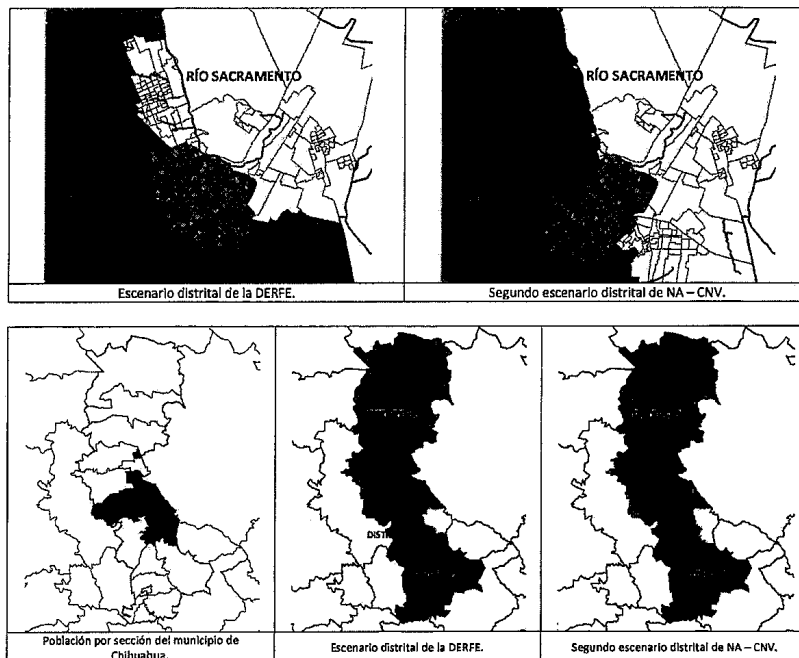 RÍO SACRAMENTO
RÍO SACRAMENTO
Escenario distrital de la DERFE.
Segundo escenario distrital de NA – CNV.
Población por sección del municipio de
Chihuahua.
Escenario distrital de la DERFE.
Segundo escenario distrital de NA – CNV.